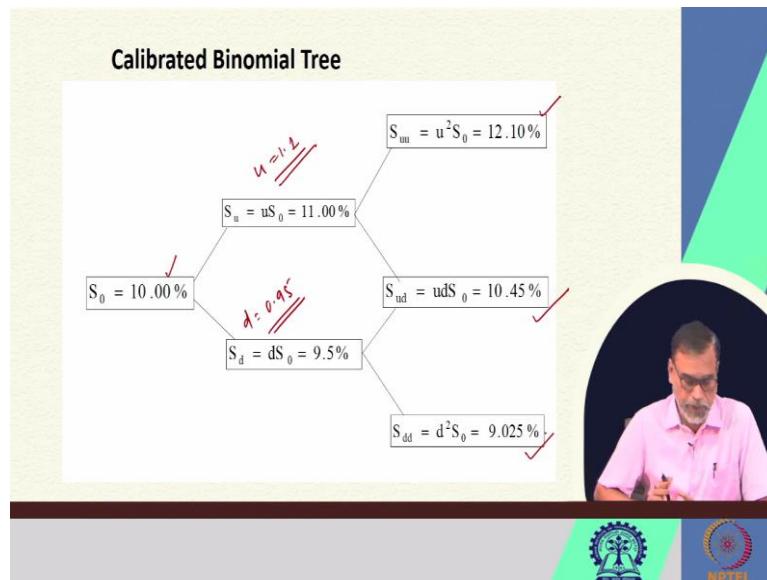 Calibrated Binomial Tree
S_uu = u²S_0 = 12.10%
u = 1.1
S_u = uS_0 = 11.00%
S_0 = 10.00%
d = 0.95
S_ud = udS_0 = 10.45%
S_d = dS_0 = 9.5%
S_dd = d²S_0 = 9.025%
NPTEL